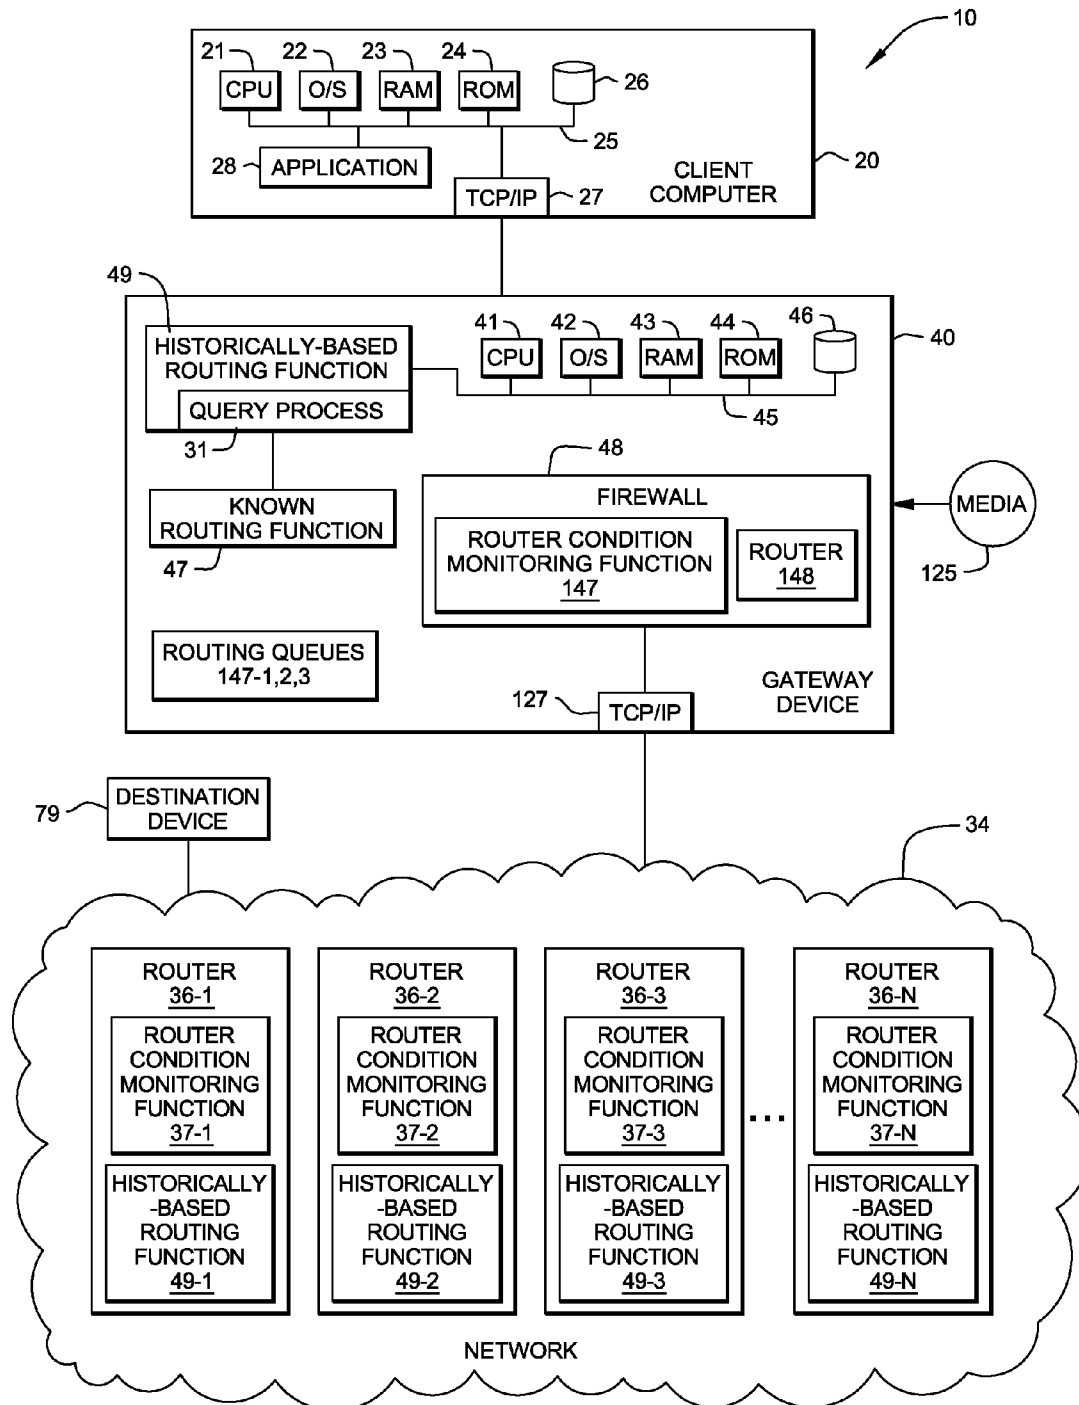 10
21 22 23 24
CPU O/S RAM ROM 26
25
28 APPLICATION
CLIENT
COMPUTER
20
TCP/IP 27
49
HISTORICALLY-BASED
ROUTING FUNCTION
QUERY PROCESS
31
41 42 43 44 46
CPU O/S RAM ROM
45
40
KNOWN
ROUTING FUNCTION
47
48
FIREWALL
ROUTER CONDITION
MONITORING FUNCTION
147
ROUTER
148
MEDIA
125
ROUTING QUEUES
147-1,2,3
127 TCP/IP
GATEWAY
DEVICE
79 DESTINATION
DEVICE
34
ROUTER
36-1
ROUTER
CONDITION
MONITORING
FUNCTION
37-1
HISTORICALLY
-BASED
ROUTING
FUNCTION
49-1
ROUTER
36-2
ROUTER
CONDITION
MONITORING
FUNCTION
37-2
HISTORICALLY
-BASED
ROUTING
FUNCTION
49-2
ROUTER
36-3
ROUTER
CONDITION
MONITORING
FUNCTION
37-3
HISTORICALLY
-BASED
ROUTING
FUNCTION
49-3
...
ROUTER
36-N
ROUTER
CONDITION
MONITORING
FUNCTION
37-N
HISTORICALLY
-BASED
ROUTING
FUNCTION
49-N
NETWORK